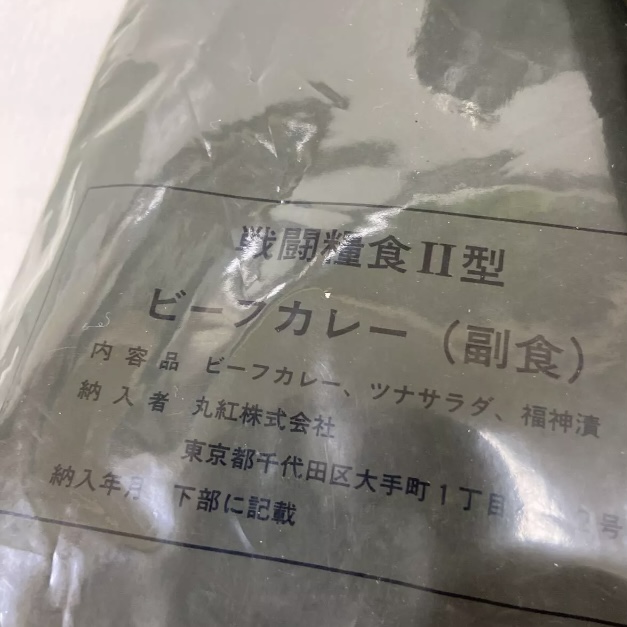 戦闘糧食II型
ビーフカレー（副食）
内容品 ビーフカレー、ツナサラダ、福神漬
納入者 丸紅株式会社
東京都千代田区大手町1丁目 号
納入年月 下部に記載